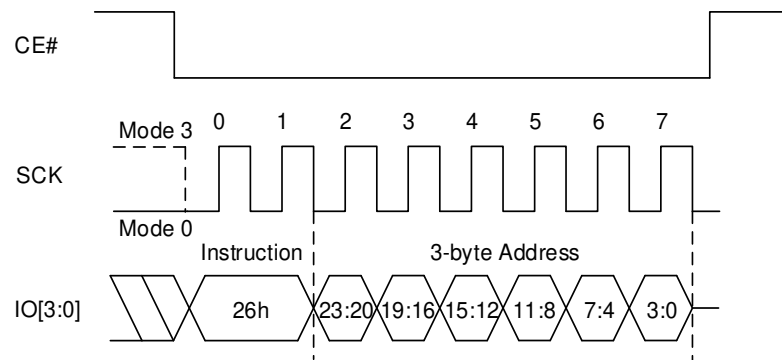 CE#
Mode 3
0 1 2 3 4 5 6 7
SCK
Mode 0
Instruction 3-byte Address
IO[3:0]
26h 23:20 19:16 15:12 11:8 7:4 3:0